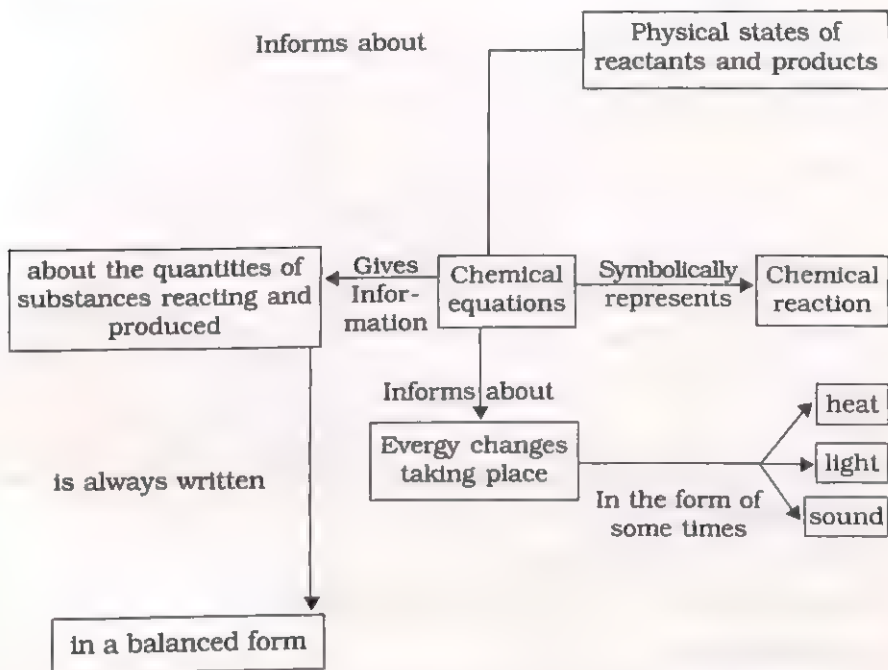 Informs about
Physical states of
reactants and products
about the quantities of
substances reacting and
produced
Gives
Infor-
mation
Chemical
equations
Symbolically
represents
Chemical
reaction
Informs about
Evergy changes
taking place
heat
light
sound
In the form of
some times
is always written
in a balanced form